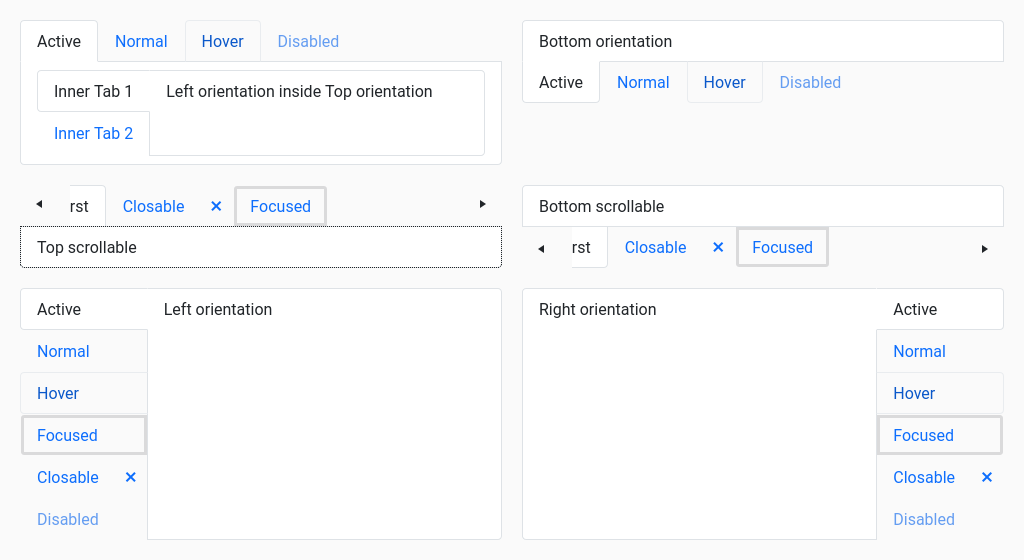 Active Normal Hover Disabled
Inner Tab 1 Left orientation inside Top orientation
Inner Tab 2
Bottom orientation
Active Normal Hover Disabled
rst Closable Focused
Top scrollable
Bottom scrollable
rst Closable Focused
Active Left orientation
Normal
Hover
Focused
Closable
Disabled
Right orientation Active
Normal
Hover
Focused
Closable
Disabled